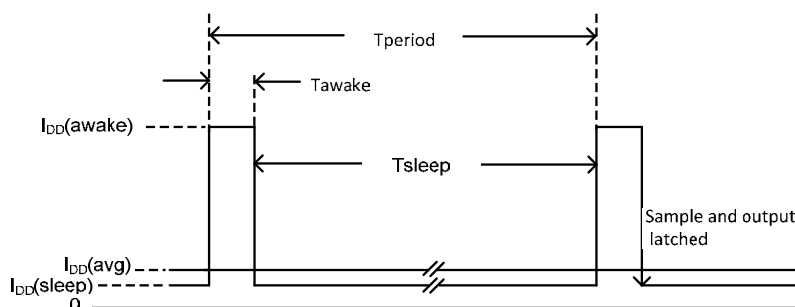 Tperiod
Tawake
IDD(awake)
Tsleep
Sample and output
latched
IDD(avg)
IDD(sleep)
0